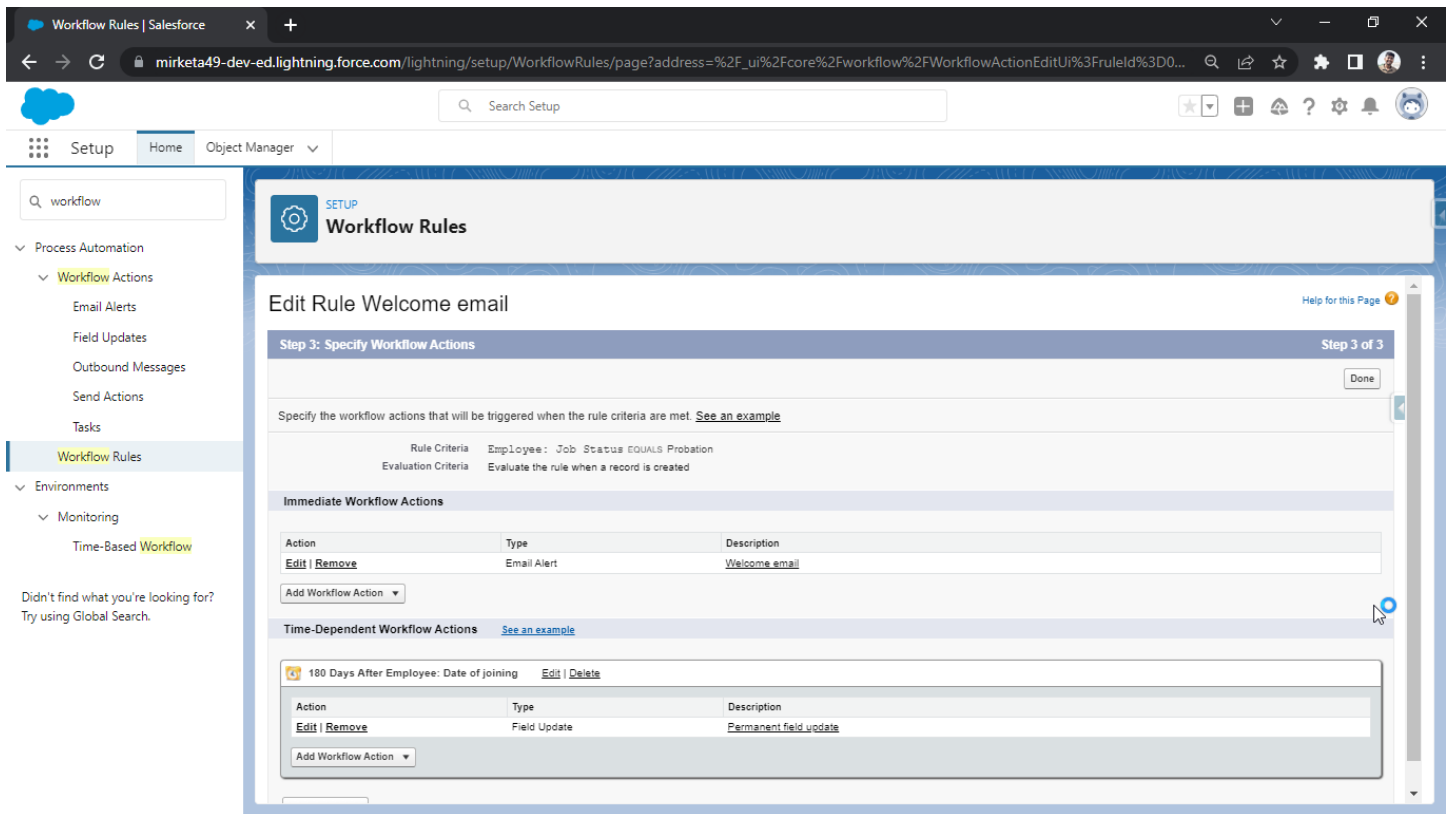 Workflow Rules | Salesforce
mirketa49-dev-ed.lightning.force.com/lightning/setup/WorkflowRules/page?address=%2F_ui%2Fcore%2Fworkflow%2FWorkflowActionEditUi%3FruleId%3D0...
Search Setup
Setup Home Object Manager
workflow
Process Automation
Workflow Actions
Email Alerts
Field Updates
Outbound Messages
Send Actions
Tasks
Workflow Rules
Environments
Monitoring
Time-Based Workflow
Didn't find what you're looking for?
Try using Global Search.
SETUP
Workflow Rules
Edit Rule Welcome email
Help for this Page ?
Step 3: Specify Workflow Actions Step 3 of 3
Done
Specify the workflow actions that will be triggered when the rule criteria are met. See an example
Rule Criteria Employee: Job Status EQUALS Probation
Evaluation Criteria Evaluate the rule when a record is created
Immediate Workflow Actions
Action Type Description
Edit | Remove Email Alert Welcome email
Add Workflow Action
Time-Dependent Workflow Actions See an example
180 Days After Employee: Date of joining Edit | Delete
Action Type Description
Edit | Remove Field Update Permanent field update
Add Workflow Action